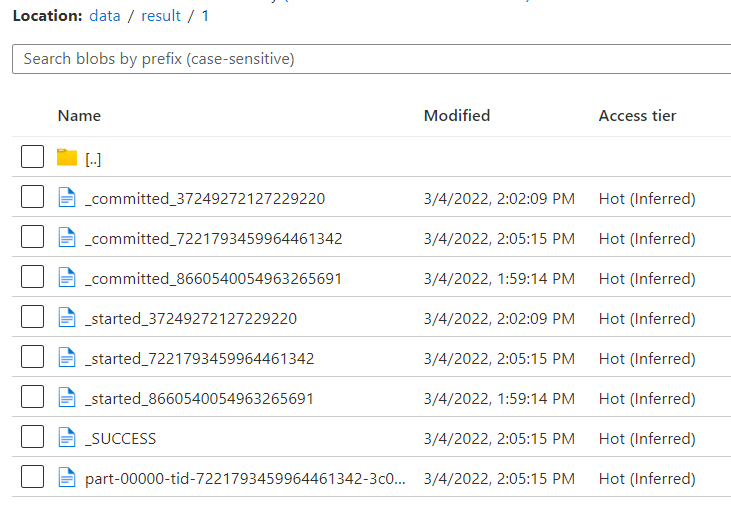 Location: data / result / 1
Search blobs by prefix (case-sensitive)
Name Modified Access tier
[..]
_committed_37249272127229220 3/4/2022, 2:02:09 PM Hot (Inferred)
_committed_7221793459964461342 3/4/2022, 2:05:15 PM Hot (Inferred)
_committed_8660540054963265691 3/4/2022, 1:59:14 PM Hot (Inferred)
_started_37249272127229220 3/4/2022, 2:02:09 PM Hot (Inferred)
_started_7221793459964461342 3/4/2022, 2:05:15 PM Hot (Inferred)
_started_8660540054963265691 3/4/2022, 1:59:14 PM Hot (Inferred)
_SUCCESS 3/4/2022, 2:05:15 PM Hot (Inferred)
part-00000-tid-7221793459964461342-3c0... 3/4/2022, 2:05:15 PM Hot (Inferred)